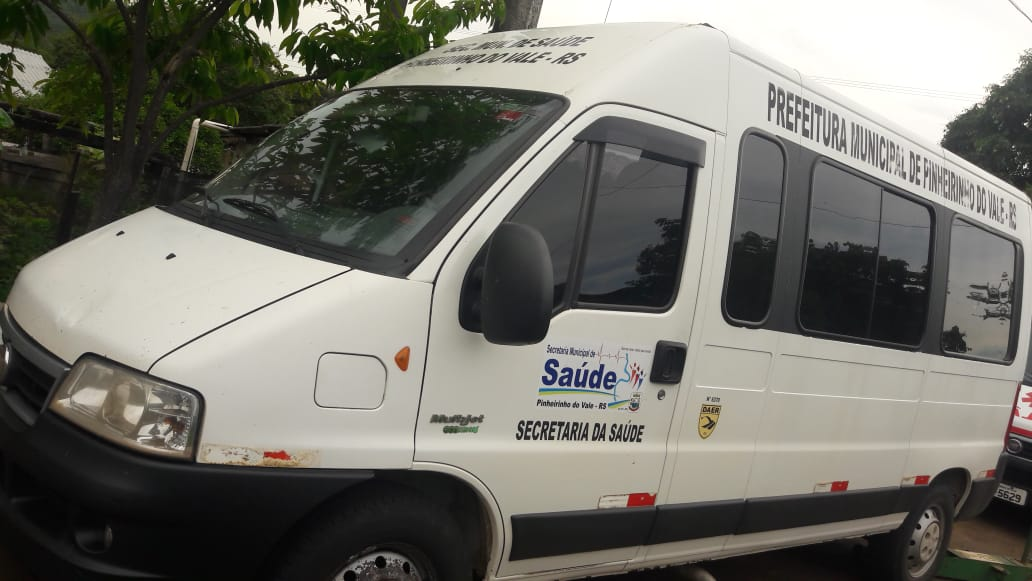 SEC. MUN. DE SAÚDE
PINHEIRINHO DO VALE - RS
PREFEITURA MUNICIPAL DE PINHEIRINHO DO VALE - RS
Secretaria Municipal de
Saúde
Pinheirinho do Vale - RS
SECRETARIA DA SAÚDE
Multijet
DAER
5629